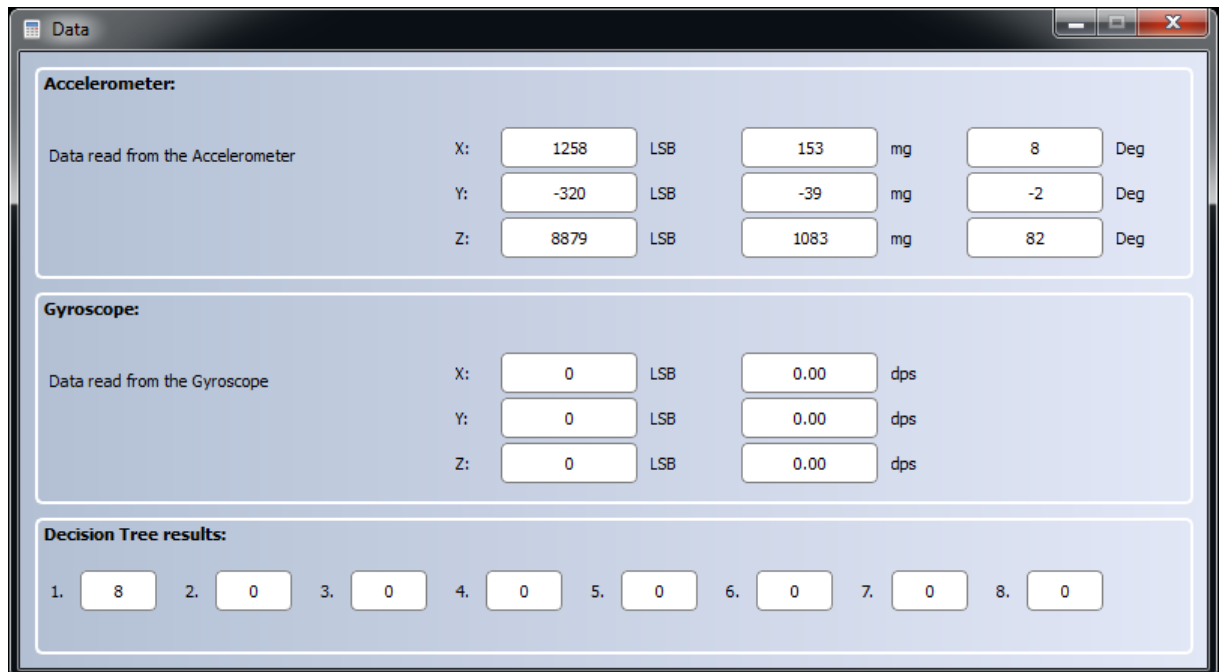 Data
Accelerometer:
Data read from the Accelerometer
X: 1258 LSB 153 mg 8 Deg
Y: -320 LSB -39 mg -2 Deg
Z: 8879 LSB 1083 mg 82 Deg
Gyroscope:
Data read from the Gyroscope
X: 0 LSB 0.00 dps
Y: 0 LSB 0.00 dps
Z: 0 LSB 0.00 dps
Decision Tree results:
1. 8 2. 0 3. 0 4. 0 5. 0 6. 0 7. 0 8. 0